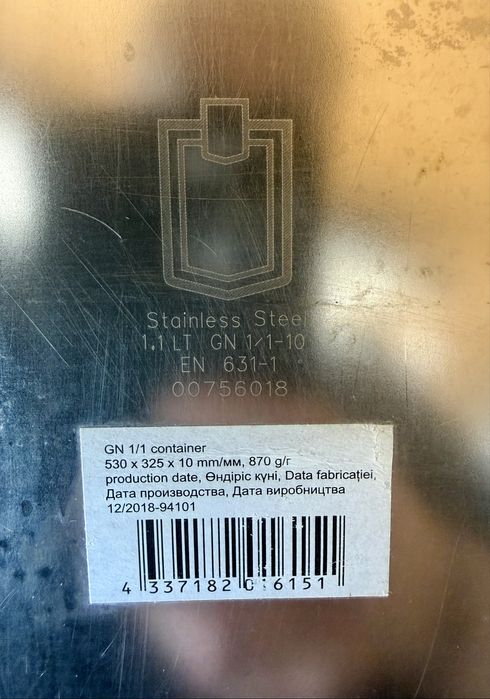 Stainless Steel
1.1 LT GN 1/1-10
EN 631-1
00756018
GN 1/1 container
530 x 325 x 10 mm/мм, 870 g/г
production date, Өндіріс күні, Data fabricației,
Дата производства, Дата виробництва
12/2018-94101
4 337182 016151